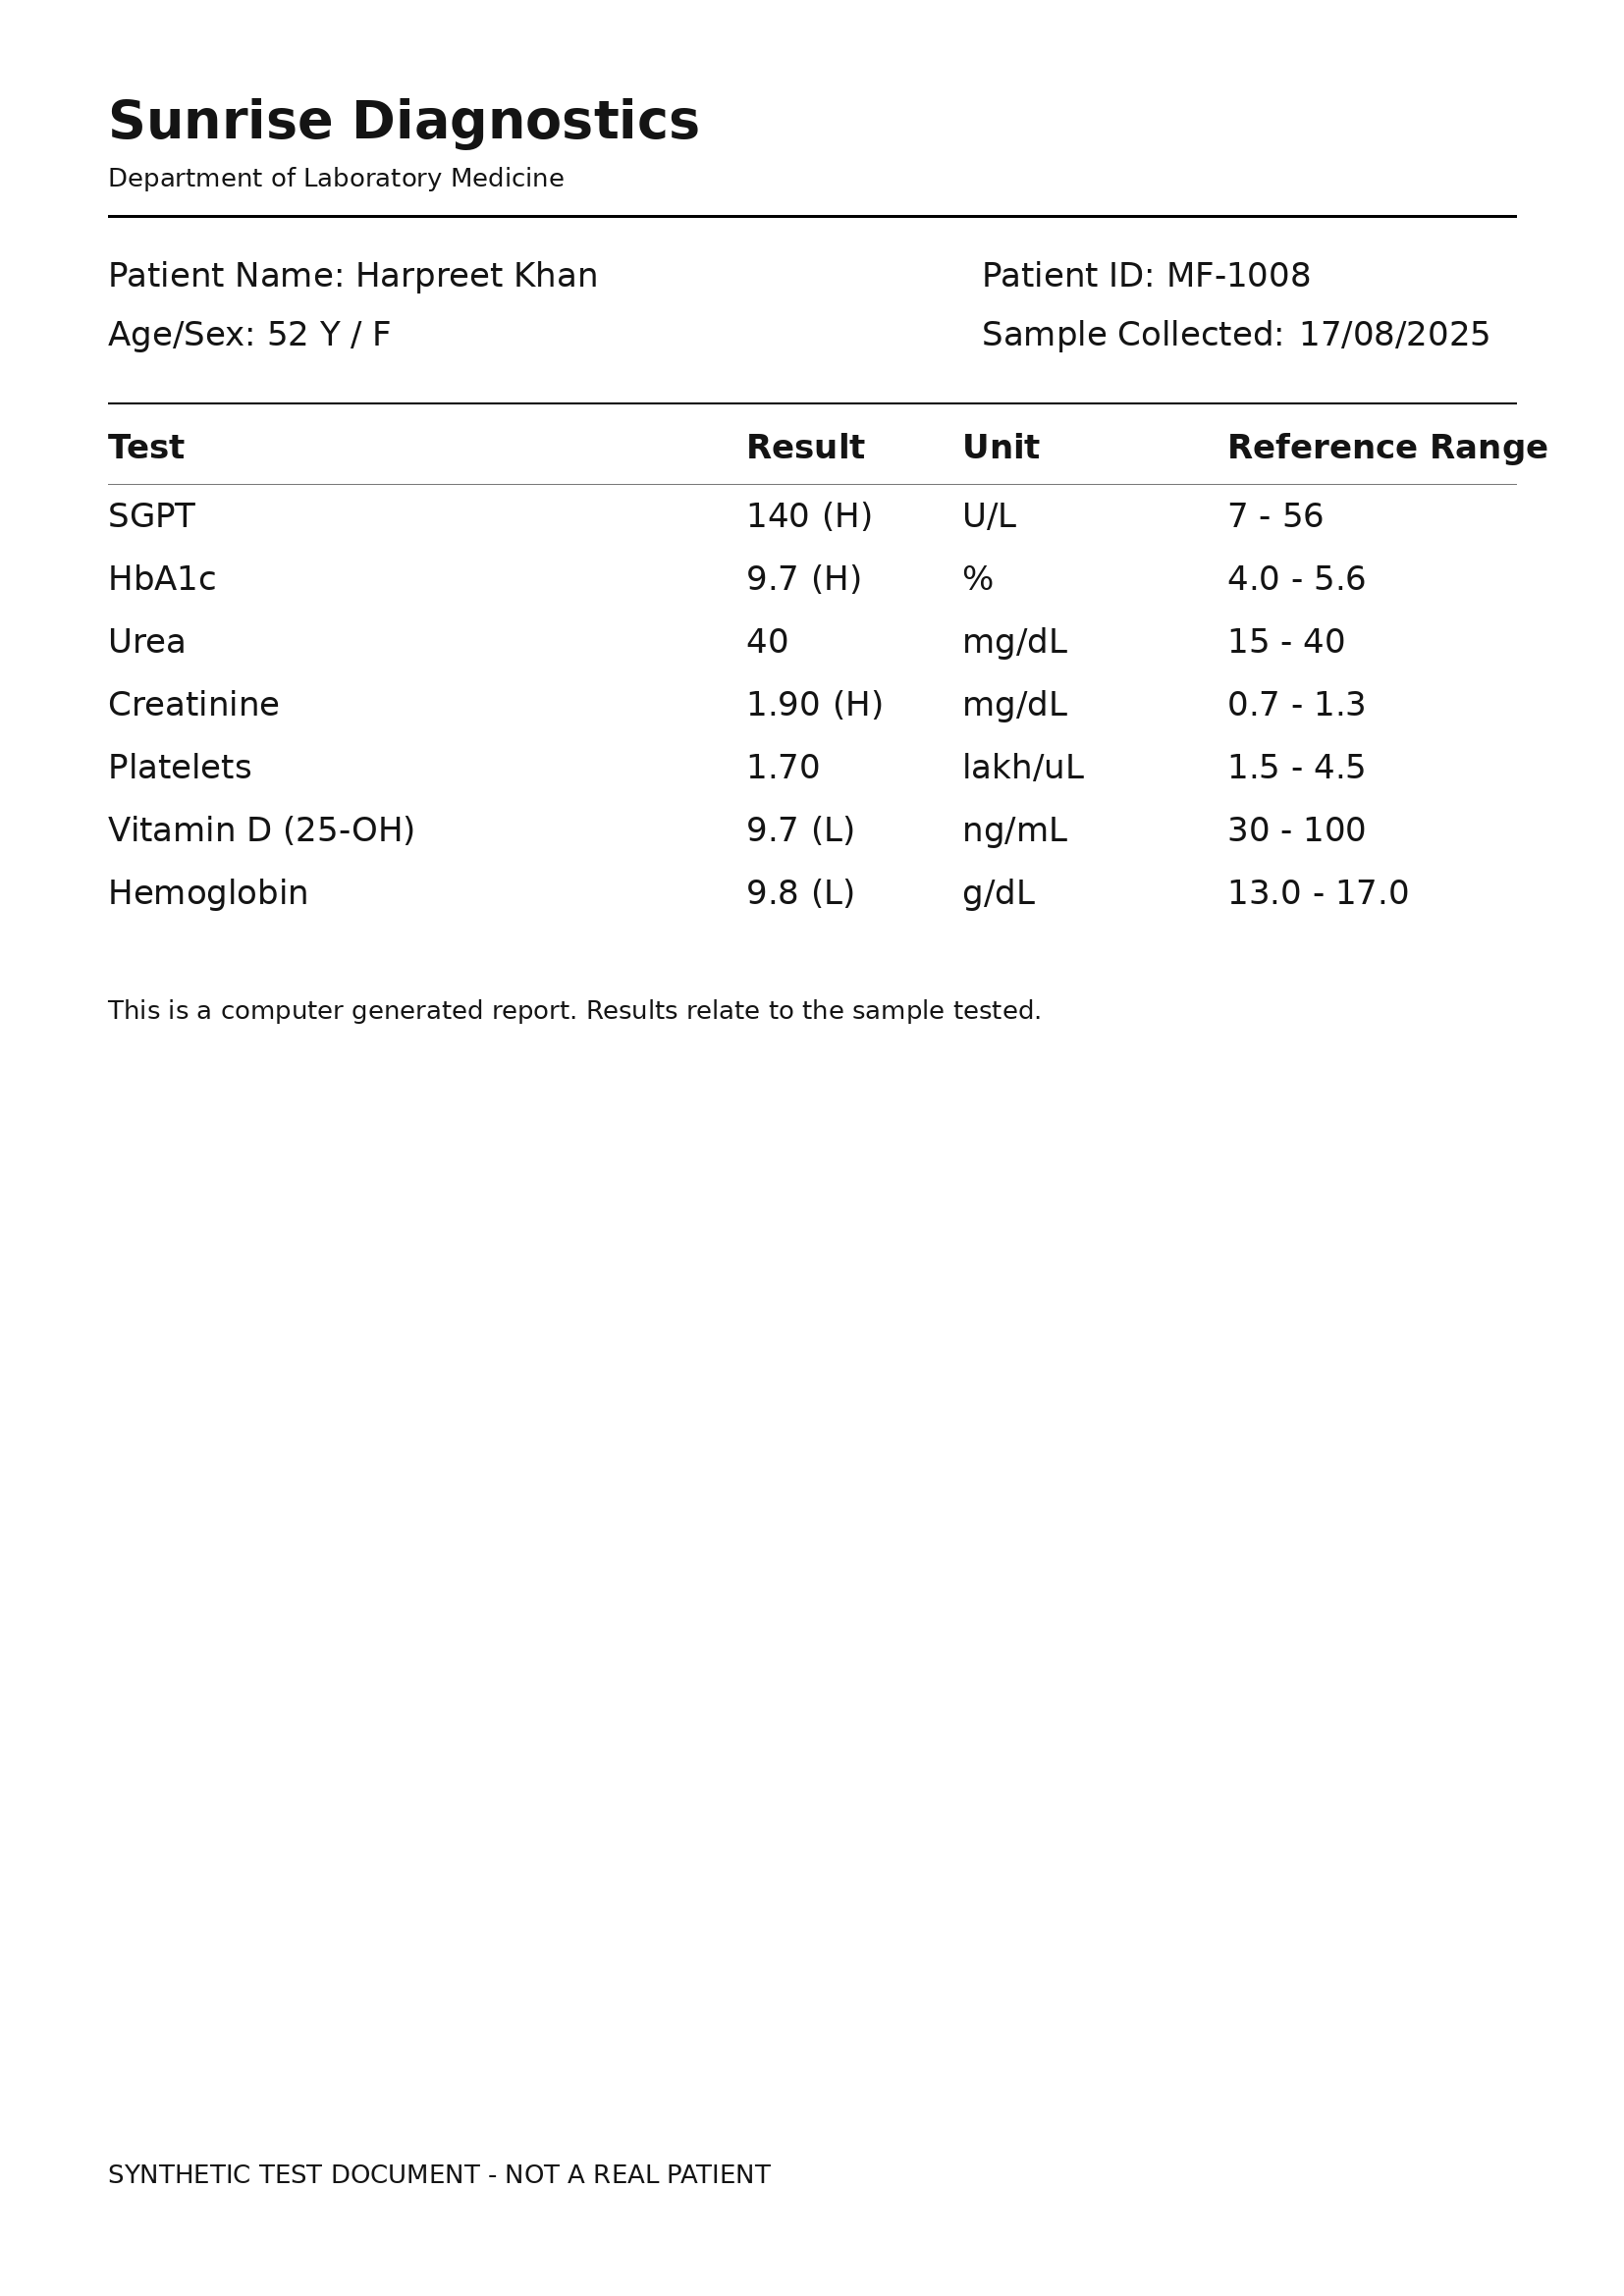 Sunrise Diagnostics
Department of Laboratory Medicine
Patient Name: Harpreet Khan Patient ID: MF-1008
Age/Sex: 52 Y / F Sample Collected: 17/08/2025
Test Result Unit Reference Range
SGPT 140 (H) U/L 7 - 56
HbA1c 9.7 (H) % 4.0 - 5.6
Urea 40 mg/dL 15 - 40
Creatinine 1.90 (H) mg/dL 0.7 - 1.3
Platelets 1.70 lakh/uL 1.5 - 4.5
Vitamin D (25-OH) 9.7 (L) ng/mL 30 - 100
Hemoglobin 9.8 (L) g/dL 13.0 - 17.0
This is a computer generated report. Results relate to the sample tested.
SYNTHETIC TEST DOCUMENT - NOT A REAL PATIENT